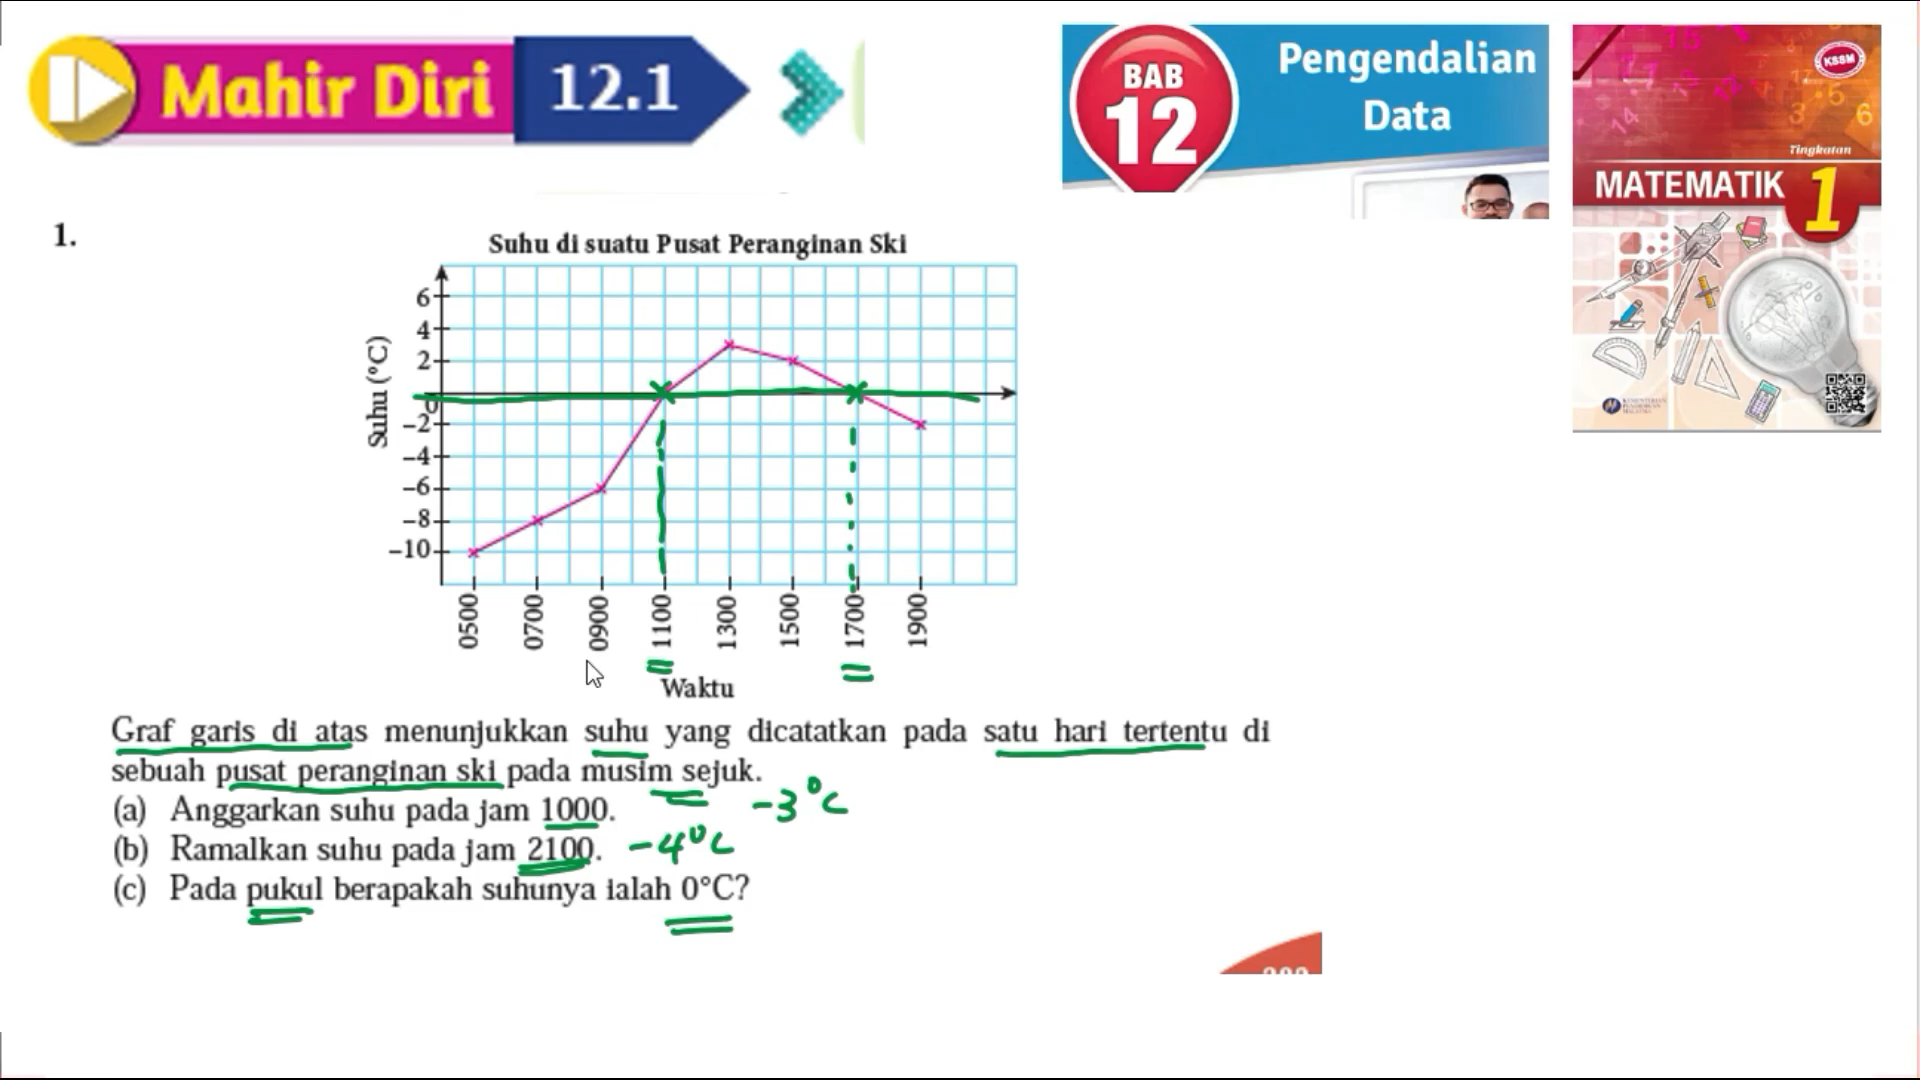 Mahir Diri 12.1
BAB
12
Pengendalian
Data
KSSM
Tingkatan
MATEMATIK 1
1.
Suhu di suatu Pusat Peranginan Ski
Suhu (°C)
6
4
2
0
–2
–4
–6
–8
–10
0500 0700 0900 1100 1300 1500 1700 1900
Waktu
Graf garis di atas menunjukkan suhu yang dicatatkan pada satu hari tertentu di
sebuah pusat peranginan ski pada musim sejuk.
(a) Anggarkan suhu pada jam 1000. -3°C
(b) Ramalkan suhu pada jam 2100. -4°C
(c) Pada pukul berapakah suhunya ialah 0°C?